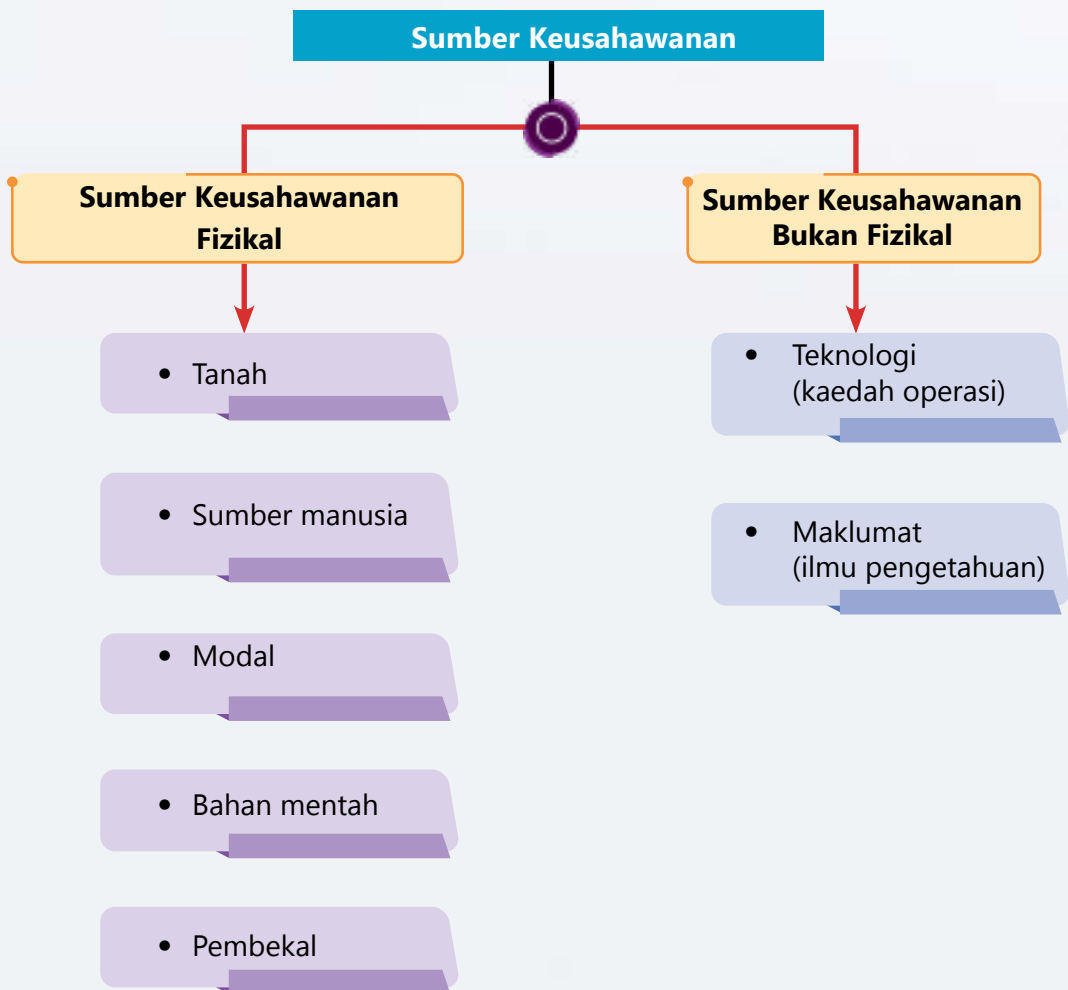 Sumber Keusahawanan
Sumber Keusahawanan
Fizikal
• Tanah
• Sumber manusia
• Modal
• Bahan mentah
• Pembekal
Sumber Keusahawanan
Bukan Fizikal
• Teknologi
(kaedah operasi)
• Maklumat
(ilmu pengetahuan)